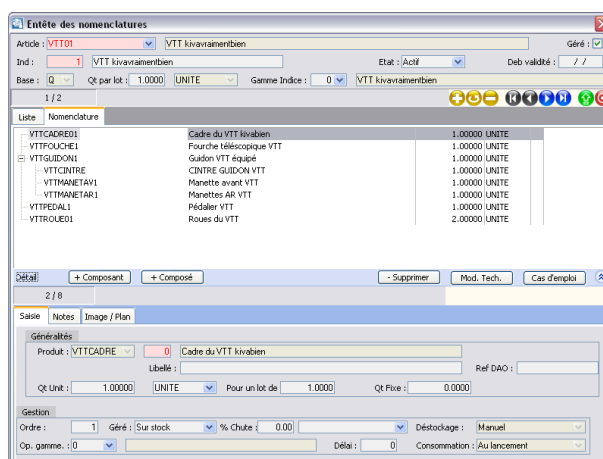 Entête des nomenclatures
Article : VTT01 VTT kivavraimentbien Géré :
Ind : 1 VTT kivavraimentbien Etat : Actif Deb validité : / /
Base : Q Qt par lot : 1.0000 UNITE Gamme Indice : 0 VTT kivavraimentbien
1 / 2
Liste Nomenclature
VTTCADRE01 Cadre du VTT kivabien 1.00000 UNITE
VTTFOUCHE1 Fourche téléscopique VTT 1.00000 UNITE
VTTGUIDON1 Guidon VTT équipé 1.00000 UNITE
VTTCINTRE CINTRE GUIDON VTT 1.00000 UNITE
VTTMANETAV1 Manette avant VTT 1.00000 UNITE
VTTMANETAR1 Manettes AR VTT 1.00000 UNITE
VTTPEDAL1 Pédalier VTT 1.00000 UNITE
VTTROUE01 Roues du VTT 2.00000 UNITE
Détail + Composant + Composé - Supprimer Mod. Tech. Cas d'emploi
2 / 8
Saisie Notes Image / Plan
Généralités
Produit : VTTCADRE 0 Cadre du VTT kivabien
Libellé : Ref DAO :
Qt Unit : 1.00000 UNITE Pour un lot de 1.0000 Qt Fixe : 0.0000
Gestion
Ordre : 1 Géré : Sur stock % Chute : 0.00 Déstockage : Manuel
Op. gamme. : 0 Délai : 0 Consommation : Au lancement